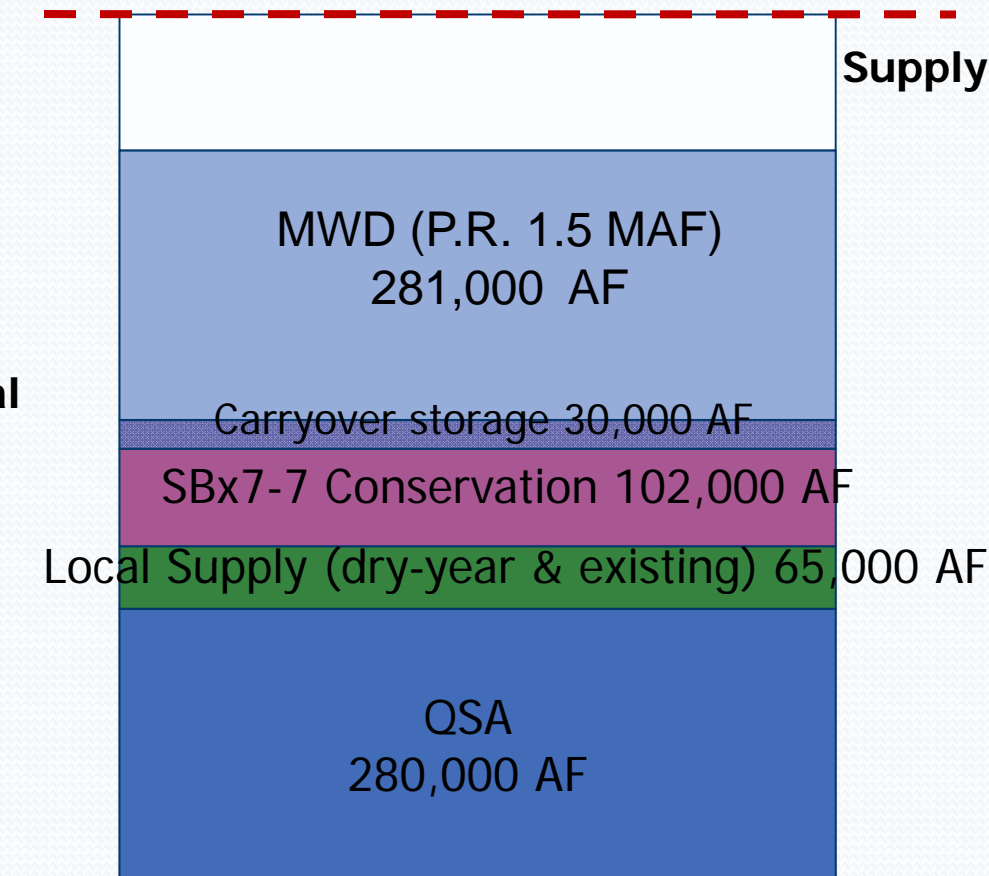 Supply
MWD (P.R. 1.5 MAF)
281,000 AF
al
Carryover storage 30,000 AF
SBx7-7 Conservation 102,000 AF
Local Supply (dry-year & existing) 65,000 AF
QSA
280,000 AF